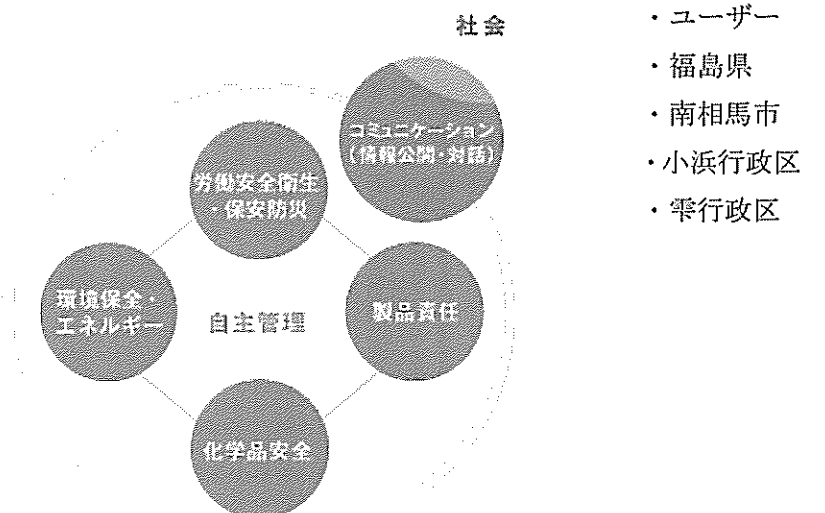 社会
コミュニケーション
(情報公開・対話)
労働安全衛生
・保安防災
環境保全・
エネルギー
自主管理
製品責任
化学品安全
・ユーザー
・福島県
・南相馬市
・小浜行政区
・雫行政区